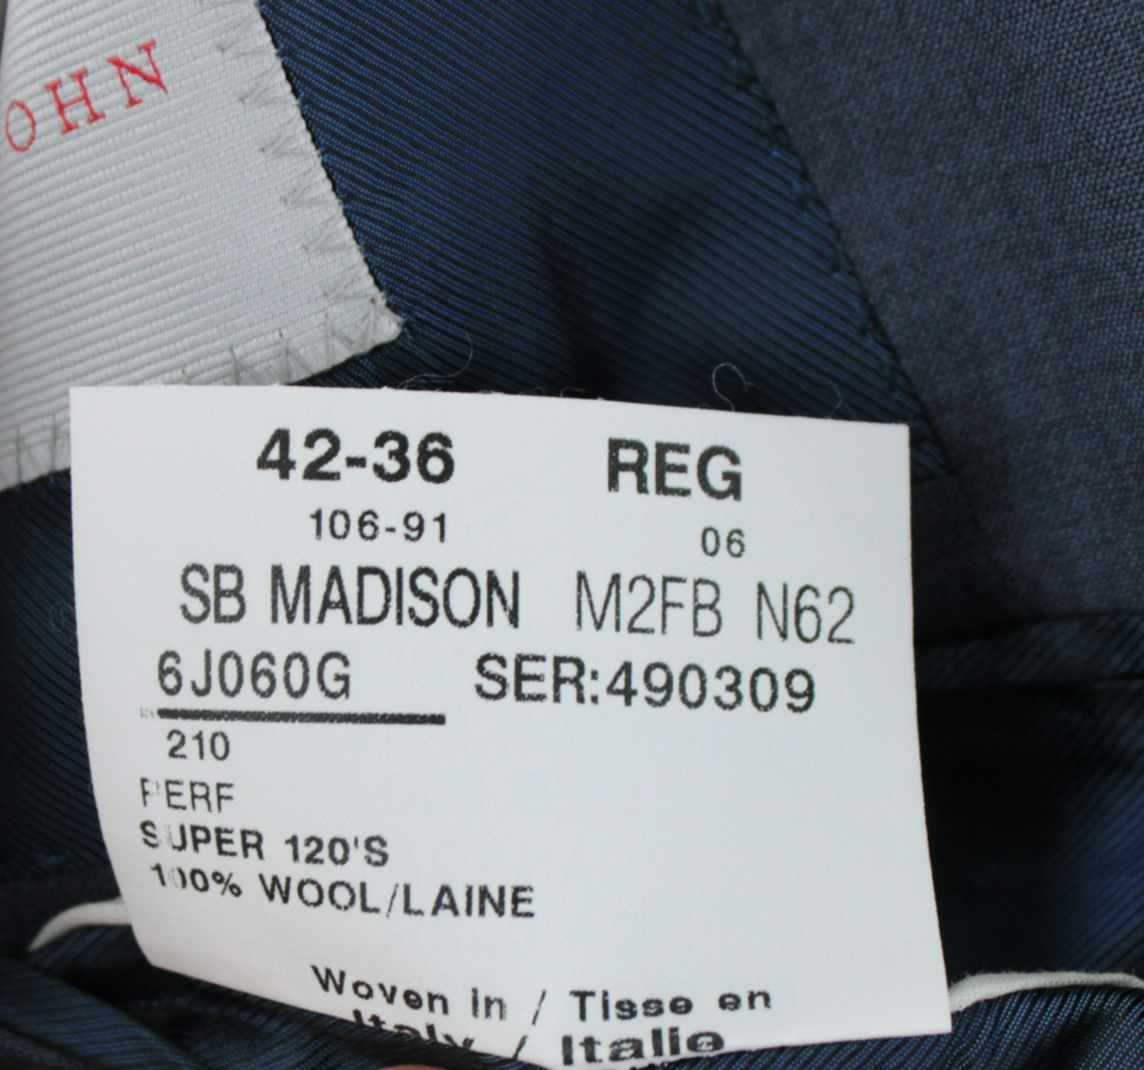 OHN
42-36 REG
106-91 06
SB MADISON M2FB N62
6J060G SER:490309
210
PERF
SUPER 120'S
100% WOOL/LAINE
Woven in / Tisse en
Italy / Italie